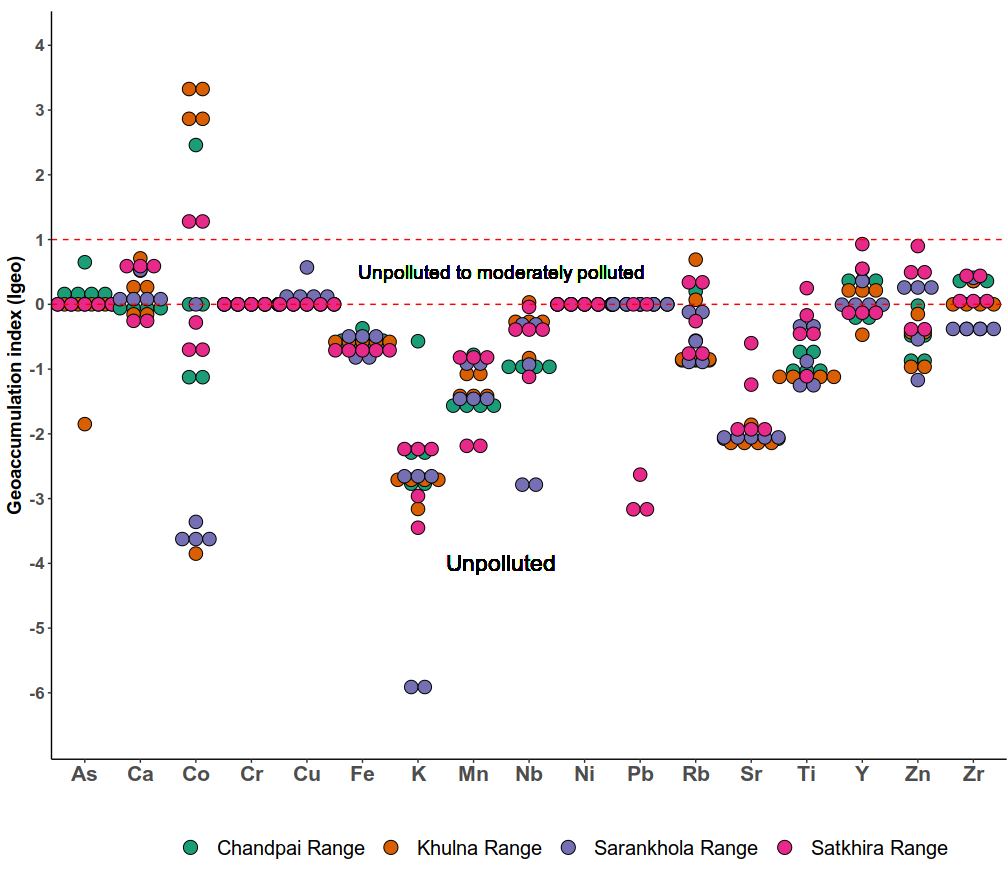 Geoaccumulation index (Igeo)
4
3
2
1
0
-1
-2
-3
-4
-5
-6
Unpolluted to moderately polluted
Unpolluted
As Ca Co Cr Cu Fe K Mn Nb Ni Pb Rb Sr Ti Y Zn Zr
Chandpai Range Khulna Range Sarankhola Range Satkhira Range